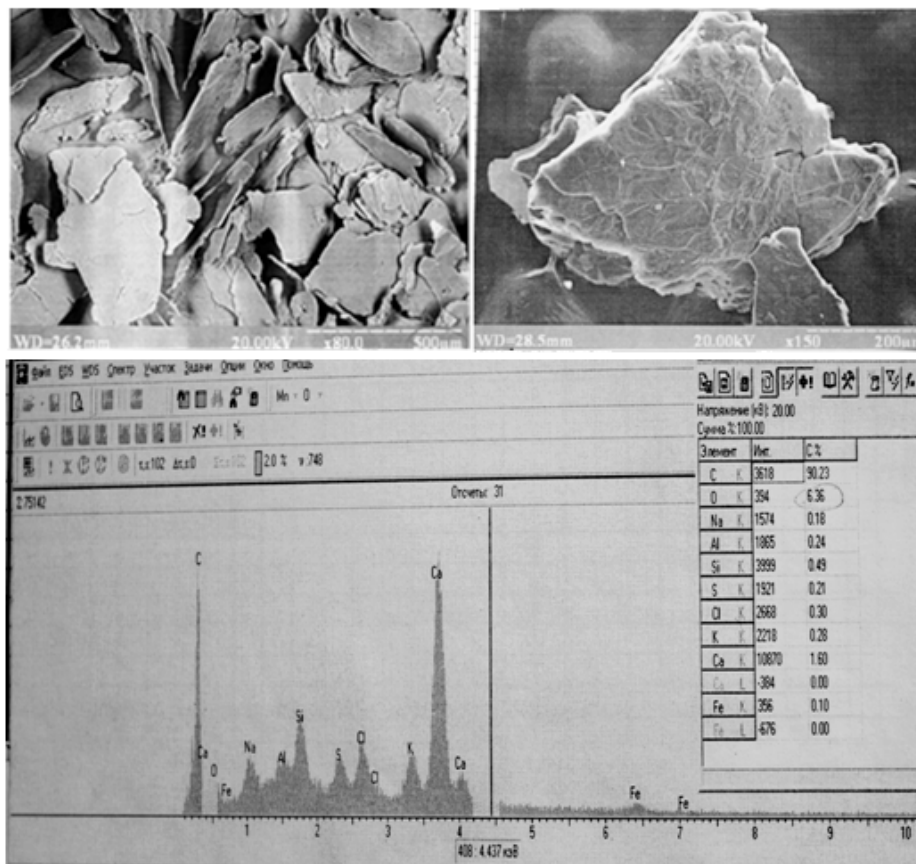 WD=26.2mm 20.00kV x80.0 500µm
WD=28.5mm 20.00kV x150 200µm
Файл EDS WDS Спектр Участок Задачи Опции Окно Помощь
Mn - 0 -
2.0 %
Напряжение (кВ): 20.00
Сумма %:100.00
Элемент Инт. C %
C K 3618 90.23
O K 394 6.36
Na K 1574 0.18
Al K 1865 0.24
Si K 3999 0.49
S K 1921 0.21
Cl K 2668 0.30
K K 2218 0.28
Ca K 10870 1.60
Ca L -384 0.00
Fe K 356 0.10
Fe L -676 0.00
Z:75142 Отсчеты: 31
C
Ca
Si
Cl
Na
Al
S
K
Ca
O
Fe
Cl
Ca
Fe
Fe
1 2 3 4 5 6 7 8 9 10
408 : 4.437 кэВ